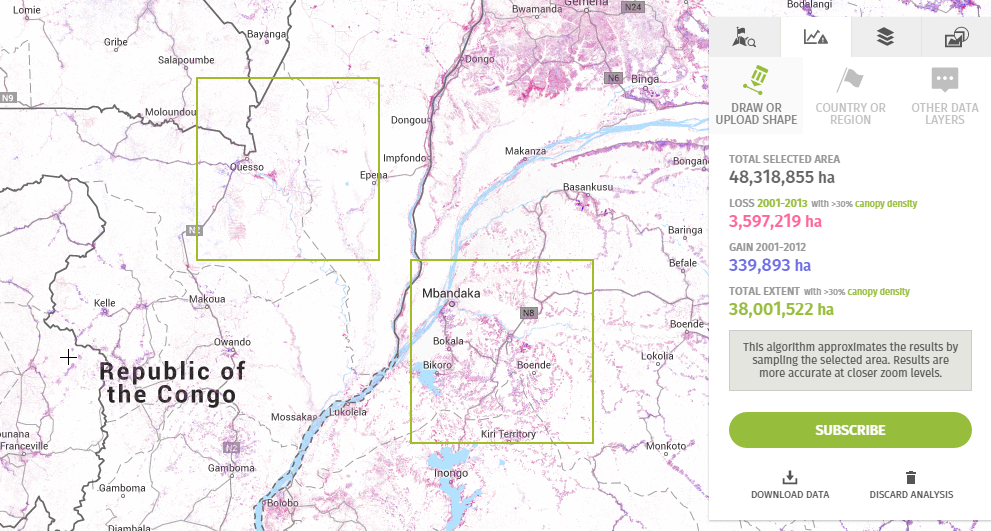 Lomie
Gribe
Bayanga
Salapoumbe
N9
Moloundou
Ouesso
N2
Kelle
Makoua
Owando
Republic of
the Congo
Mossaka
Lukolela
N2
Gamboma
Franceville
Gamboma
Djambala
Bolobo
Bwamanda
Gemena
N24
Dongo
N6
Binga
Dongou
Impfondo
Epena
Makanza
Basankusu
Bongan
Baringa
Befale
Mbandaka
N8
Bokala
Bikoro
Boende
Boende
Lokolia
Kiri Territory
Monkoto
Inongo
Bodalangi
DRAW OR
UPLOAD SHAPE
COUNTRY OR
REGION
OTHER DATA
LAYERS
TOTAL SELECTED AREA
48,318,855 ha
LOSS 2001-2013 with >30% canopy density
3,597,219 ha
GAIN 2001-2012
339,893 ha
TOTAL EXTENT with >30% canopy density
38,001,522 ha
This algorithm approximates the results by
sampling the selected area. Results are
more accurate at closer zoom levels.
SUBSCRIBE
DOWNLOAD DATA
DISCARD ANALYSIS